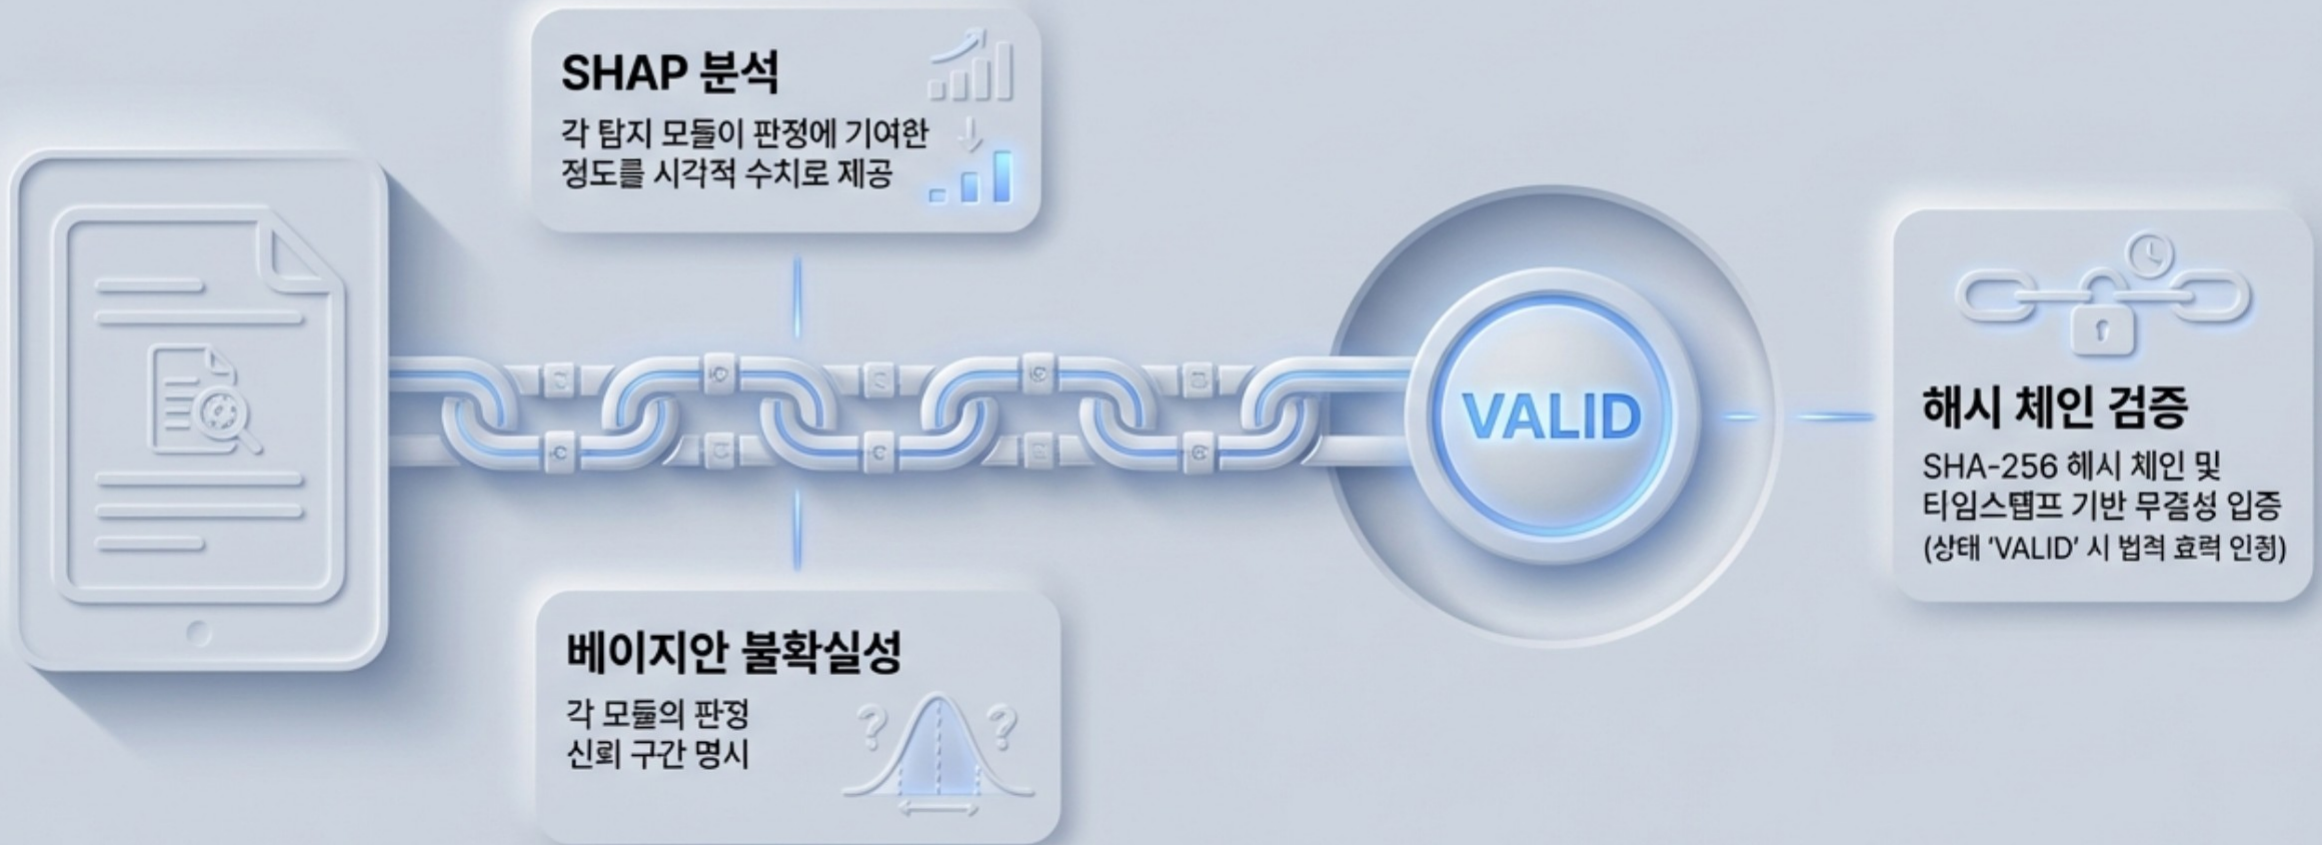 SHAP 분석
각 탐지 모듈이 판정에 기여한
정도를 시각적 수치로 제공
VALID
해시 체인 검증
SHA-256 해시 체인 및
타임스탬프 기반 무결성 입증
(상태 'VALID' 시 법적 효력 인정)
베이지안 불확실성
각 모듈의 판정
신뢰 구간 명시